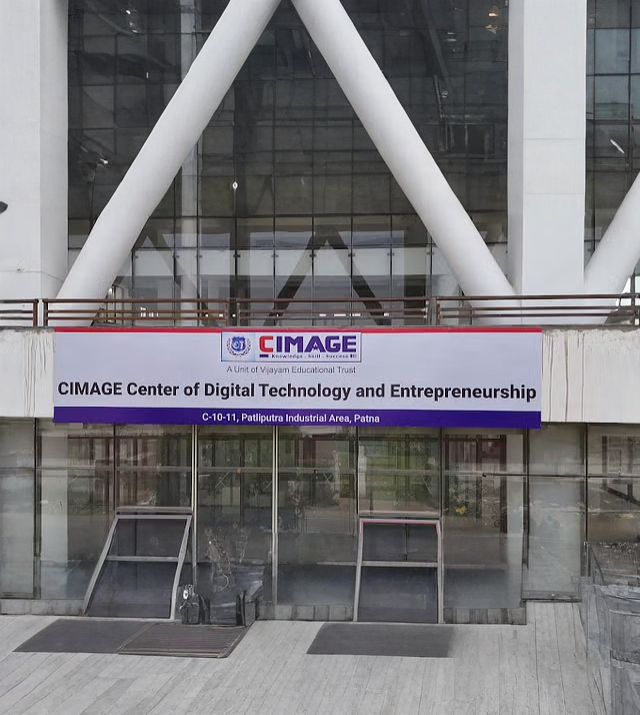 CIMAGE
Knowledge. Skill. Success
A Unit of Vijayam Educational Trust
CIMAGE Center of Digital Technology and Entrepreneurship
C-10-11, Patliputra Industrial Area, Patna